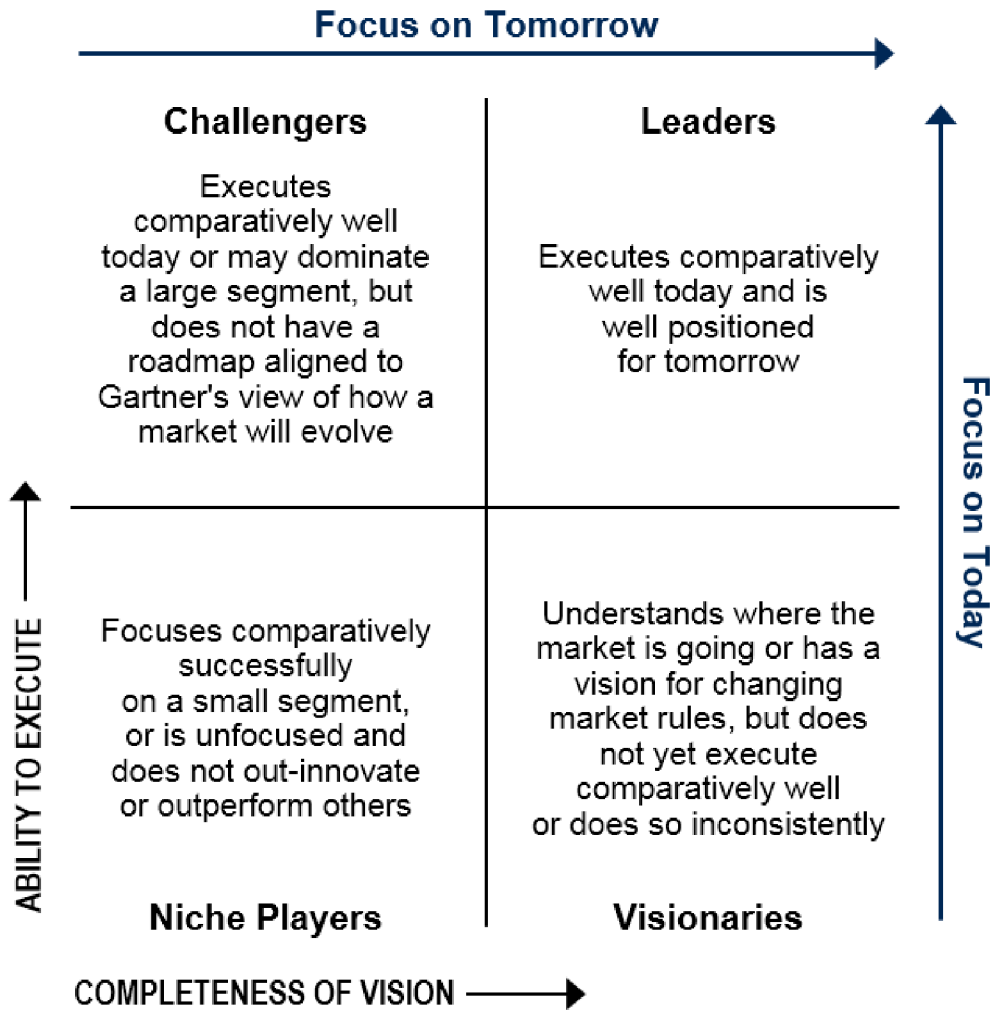 Focus on Tomorrow
Challengers
Executes
comparatively well
today or may dominate
a large segment, but
does not have a
roadmap aligned to
Gartner's view of how a
market will evolve
Leaders
Executes comparatively
well today and is
well positioned
for tomorrow
Focus on Today
ABILITY TO EXECUTE
Focuses comparatively
successfully
on a small segment,
or is unfocused and
does not out-innovate
or outperform others
Niche Players
Understands where the
market is going or has a
vision for changing
market rules, but does
not yet execute
comparatively well
or does so inconsistently
Visionaries
COMPLETENESS OF VISION